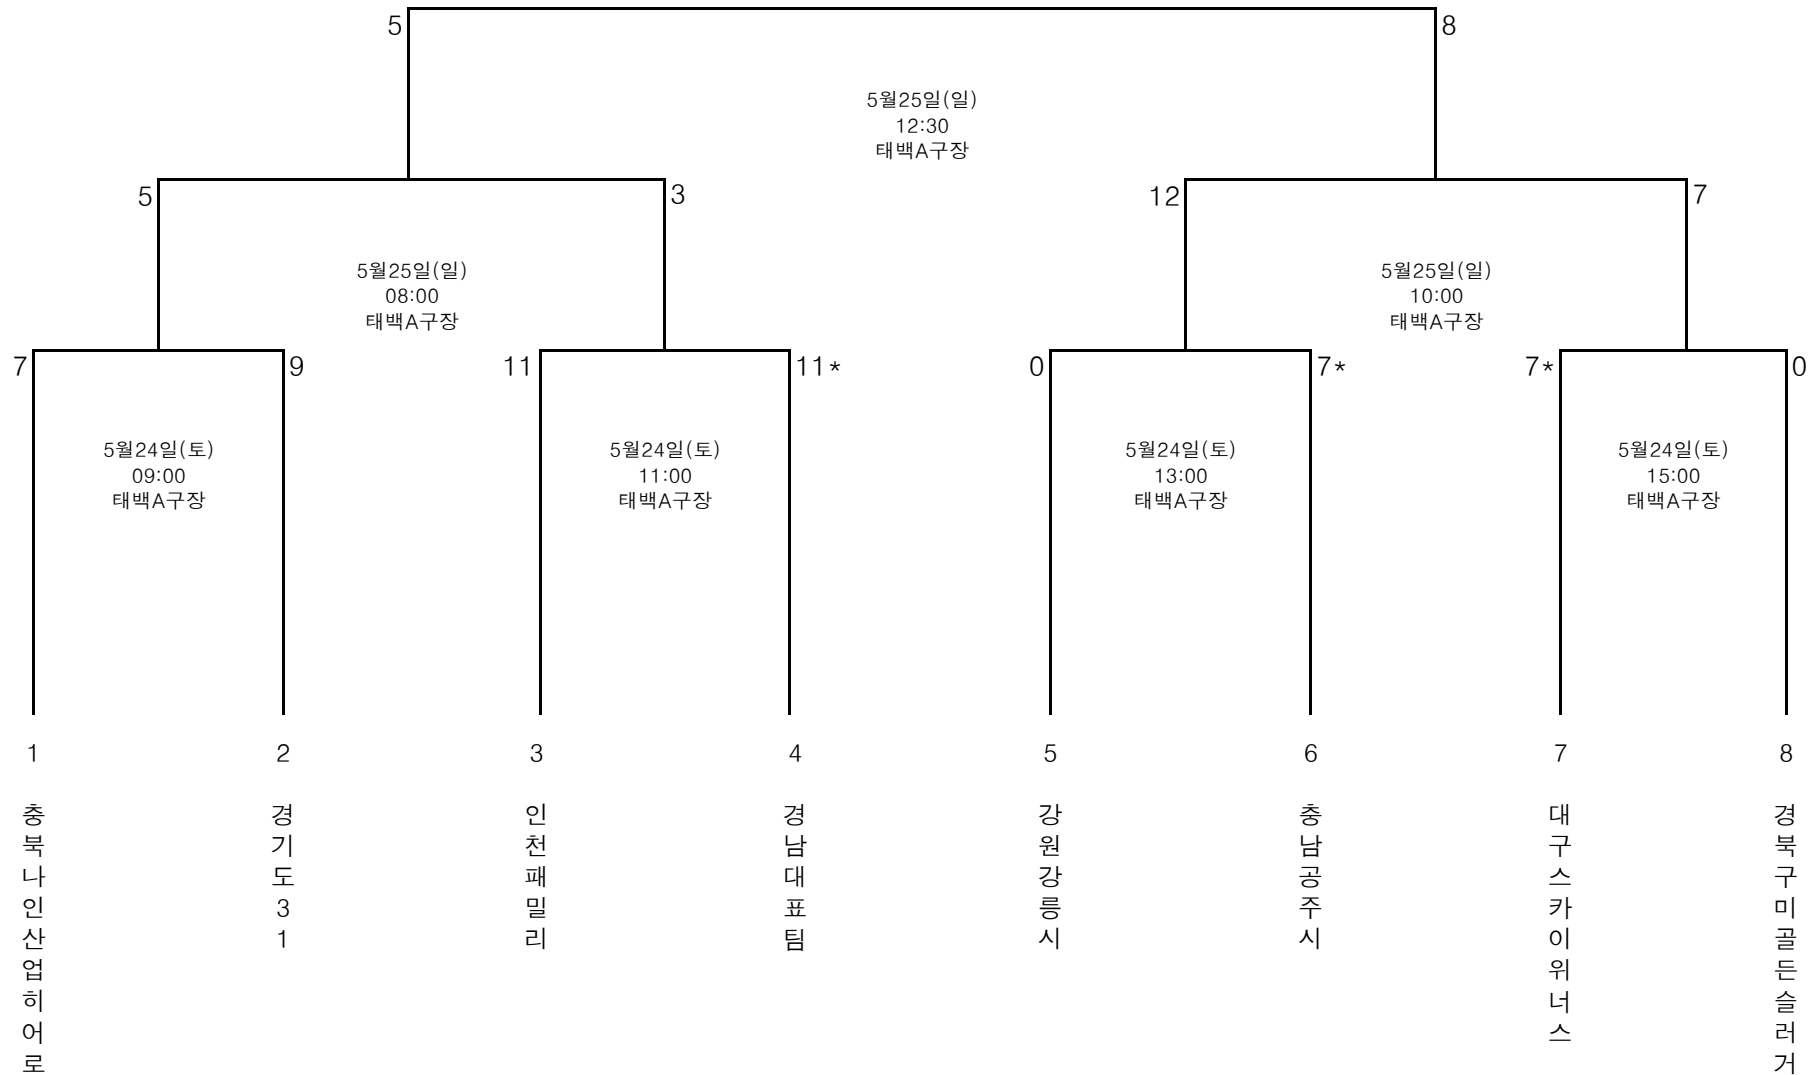 5
8
5월25일(일)
12:30
태백A구장
5
3
12
7
5월25일(일)
08:00
태백A구장
5월25일(일)
10:00
태백A구장
7
9
11
11*
0
7*
7*
0
5월24일(토)
09:00
태백A구장
5월24일(토)
11:00
태백A구장
5월24일(토)
13:00
태백A구장
5월24일(토)
15:00
태백A구장
1
2
3
4
5
6
7
8
충북나인산업히어로
경기도31
인천패밀리
경남대표팀
강원강릉시
충남공주시
대구스카이위너스
경북구미골든슬러거